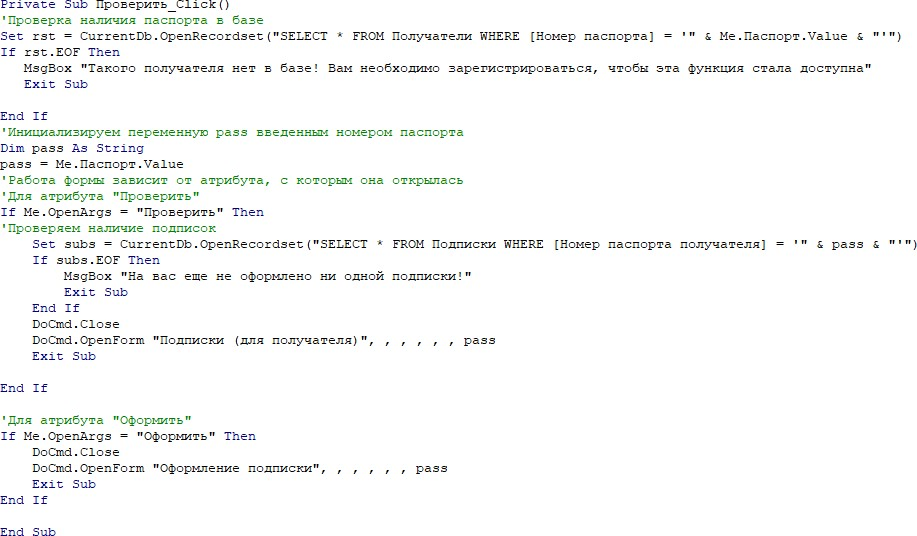 Private Sub Проверить_Click()
'Проверка наличия паспорта в базе
Set rst = CurrentDb.OpenRecordset("SELECT * FROM Получатели WHERE [Номер паспорта] = '" & Me.Паспорт.Value & "'")
If rst.EOF Then
   MsgBox "Такого получателя нет в базе! Вам необходимо зарегистрироваться, чтобы эта функция стала доступна"
   Exit Sub

End If
'Инициализируем переменную pass введенным номером паспорта
Dim pass As String
pass = Me.Паспорт.Value
'Работа формы зависит от атрибута, с которым она открылась
'Для атрибута "Проверить"
If Me.OpenArgs = "Проверить" Then
'Проверяем наличие подписок
    Set subs = CurrentDb.OpenRecordset("SELECT * FROM Подписки WHERE [Номер паспорта получателя] = '" & pass & "'")
    If subs.EOF Then
        MsgBox "На вас еще не оформлено ни одной подписки!"
        Exit Sub
    End If
    DoCmd.Close
    DoCmd.OpenForm "Подписки (для получателя)", , , , , , pass
    Exit Sub

End If

'Для атрибута "Оформить"
If Me.OpenArgs = "Оформить" Then
    DoCmd.Close
    DoCmd.OpenForm "Оформление подписки", , , , , , pass
    Exit Sub
End If

End Sub